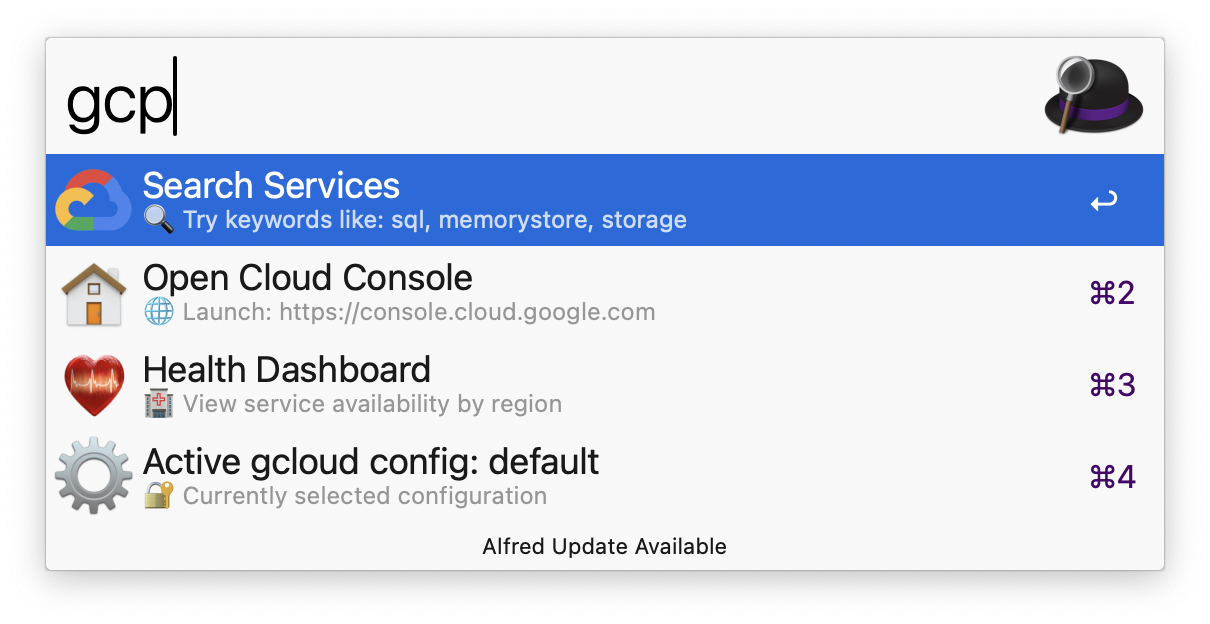 gcp
Search Services
🔍 Try keywords like: sql, memorystore, storage
Open Cloud Console
🌐 Launch: https://console.cloud.google.com
⌘2
Health Dashboard
🏥 View service availability by region
⌘3
Active gcloud config: default
🔐 Currently selected configuration
⌘4
Alfred Update Available